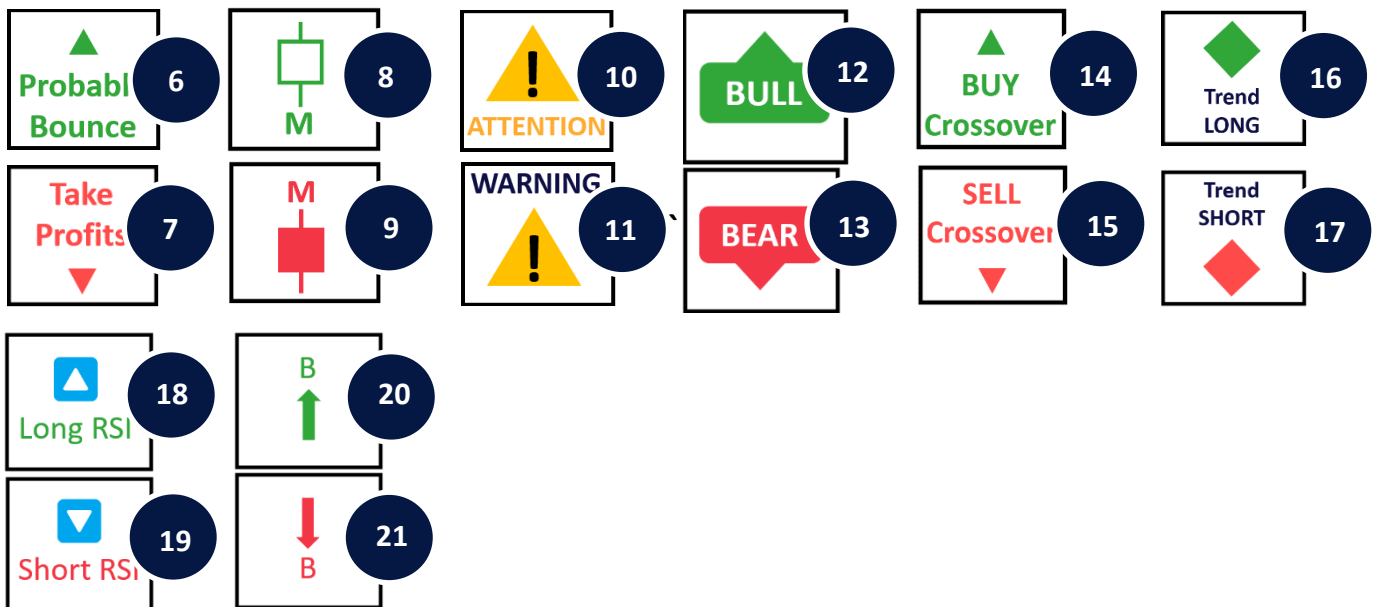 Probabl
Bounce
6
M
8
!
ATTENTION
10
BULL
12
BUY
Crossover
14
Trend
LONG
16
Take
Profits
7
M
9
WARNING
!
11
`
BEAR
13
SELL
Crossover
15
Trend
SHORT
17
Long RSI
18
B
20
Short RSI
19
B
21